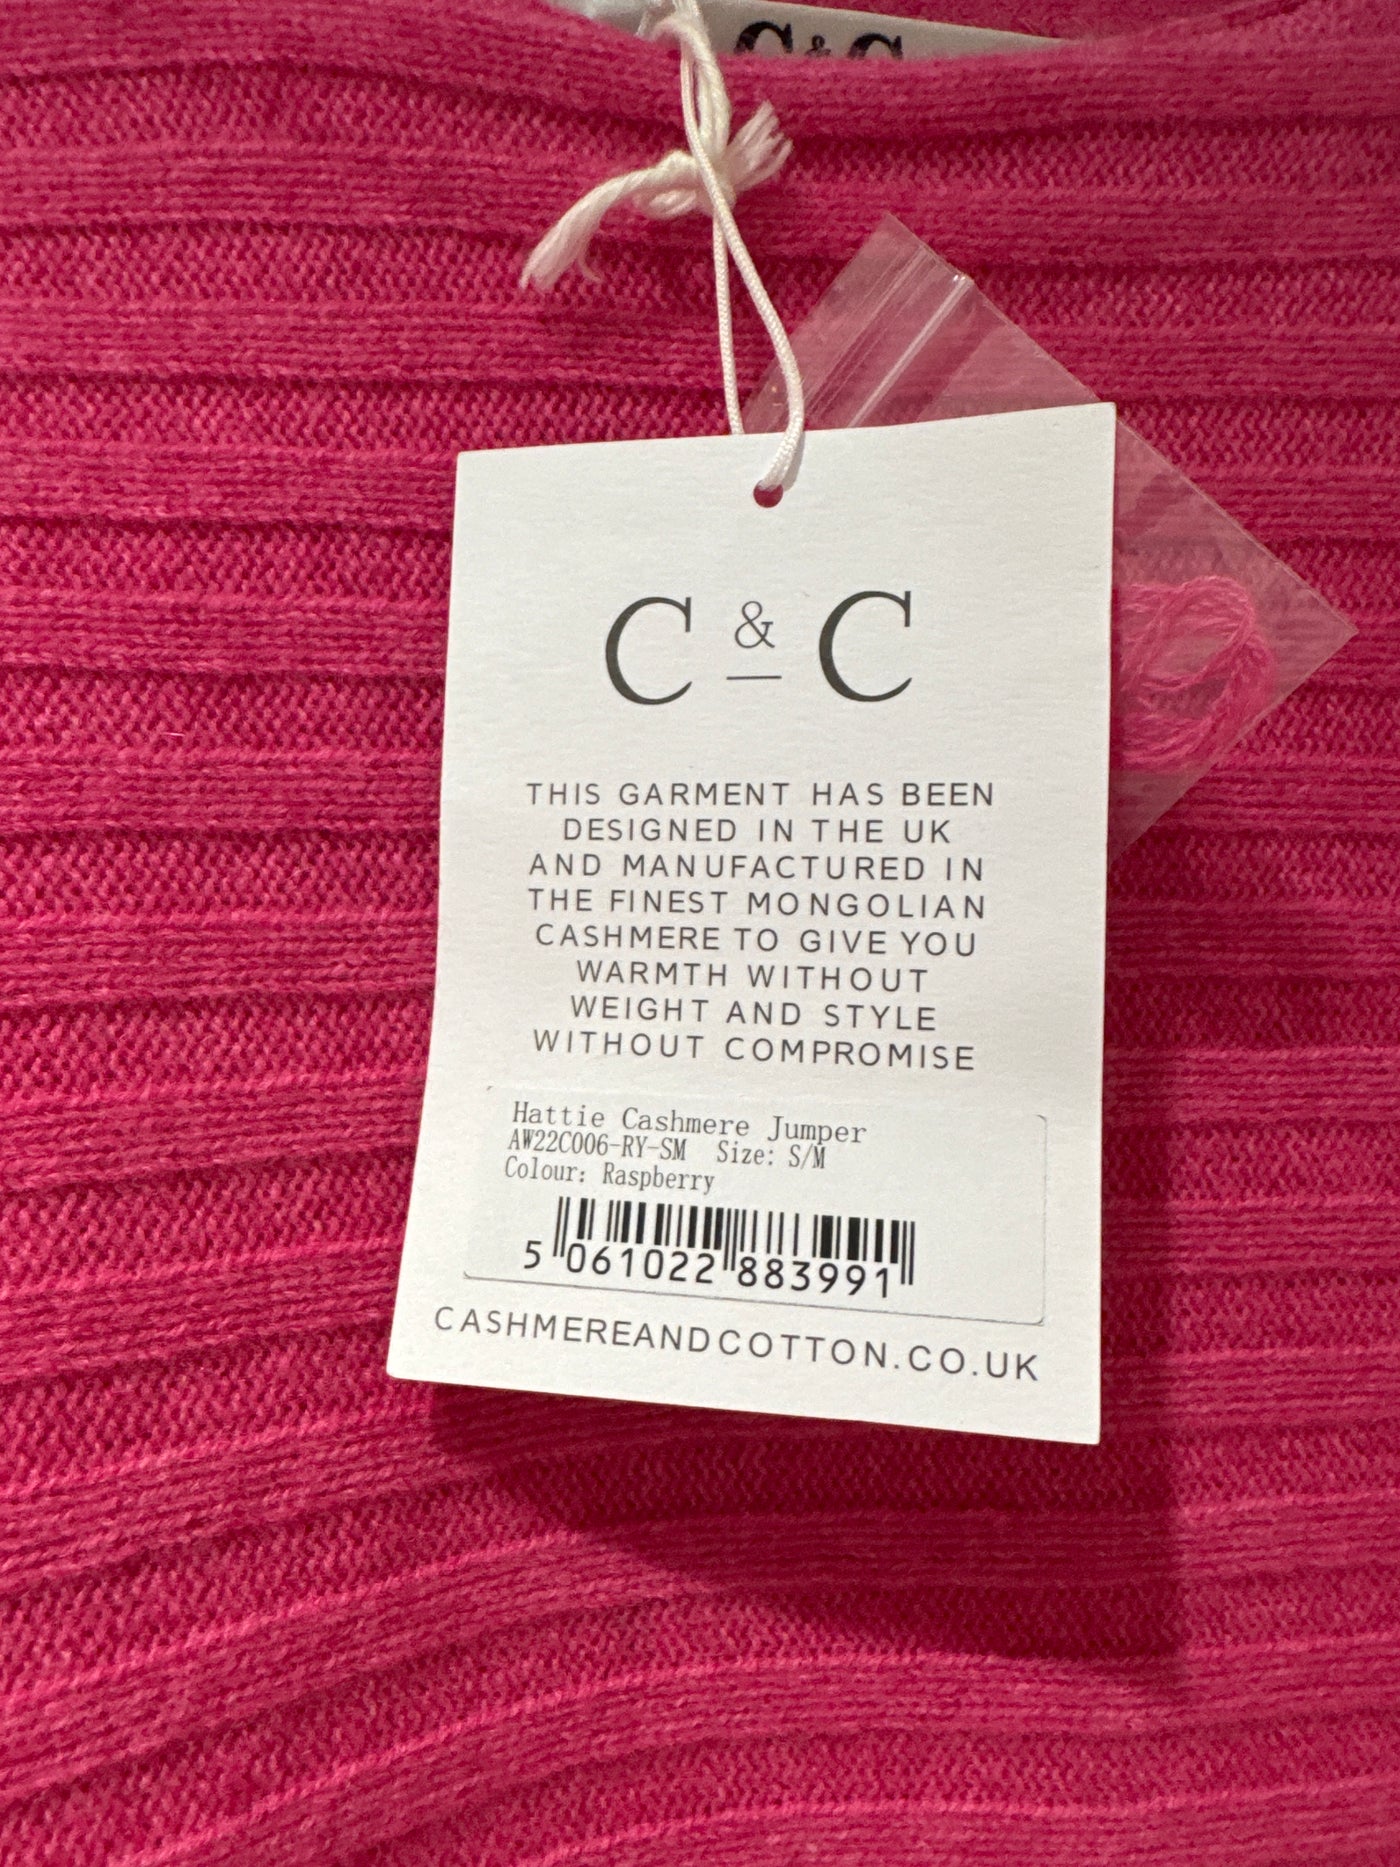 C&C
C & C
THIS GARMENT HAS BEEN
DESIGNED IN THE UK
AND MANUFACTURED IN
THE FINEST MONGOLIAN
CASHMERE TO GIVE YOU
WARMTH WITHOUT
WEIGHT AND STYLE
WITHOUT COMPROMISE
Hattie Cashmere Jumper
AW22C006-RY-SM Size: S/M
Colour: Raspberry
5 061022 883991
CASHMEREANDCOTTON.CO.UK